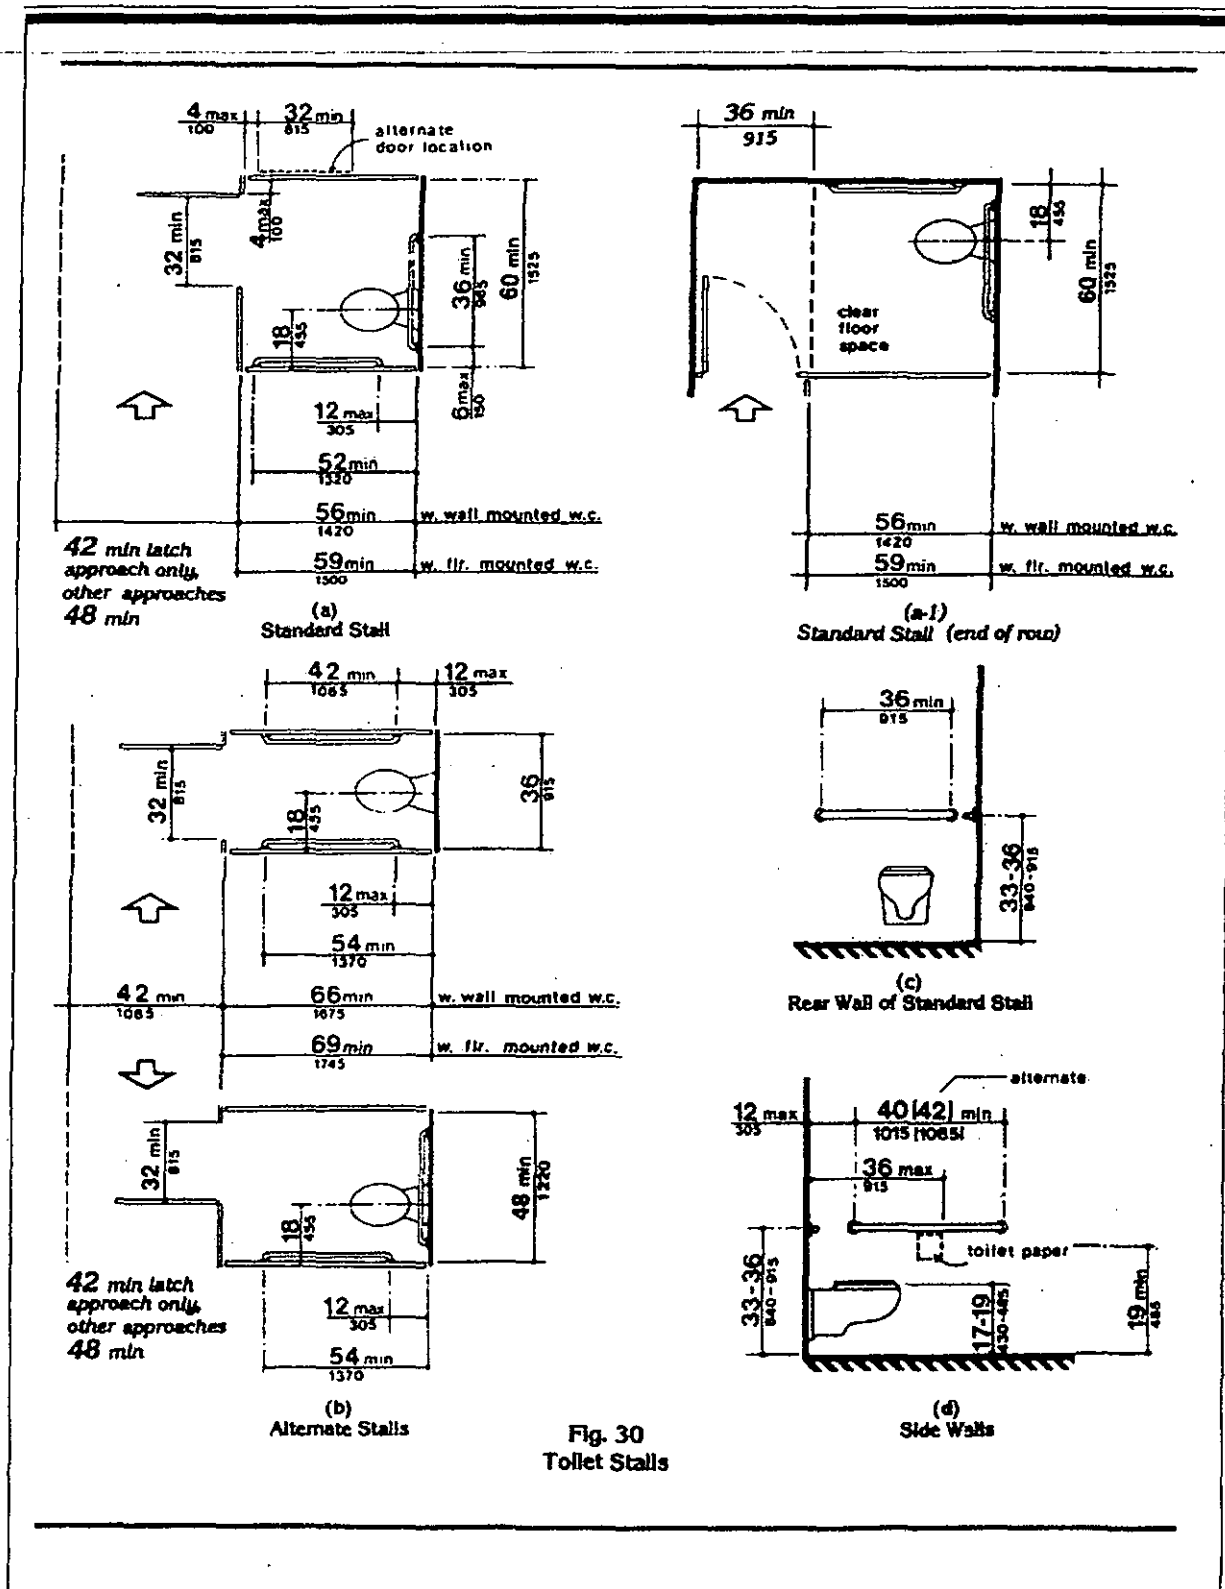 4 max
100
32 min
815
alternate
door location
32 min
815
4 max
100
18
455
36 min
965
60 min
1525
6 max
150
12 max
305
52 min
1320
56 min
1420
w. wall mounted w.c.
59 min
1500
w. flr. mounted w.c.
42 min latch
approach only,
other approaches
48 min
(a)
Standard Stall
36 min
915
18
455
60 min
1525
clear
floor
space
56 min
1420
w. wall mounted w.c.
59 min
1500
w. flr. mounted w.c.
(a-1)
Standard Stall (end of row)
42 min
1065
12 max
305
32 min
815
18
455
36
915
12 max
305
54 min
1370
42 min
1065
66 min
1675
w. wall mounted w.c.
69 min
1745
w. flr. mounted w.c.
32 min
815
18
455
48 min
1220
42 min latch
approach only,
other approaches
48 min
12 max
305
54 min
1370
(b)
Alternate Stalls
36 min
915
33-36
840-915
(c)
Rear Wall of Standard Stall
alternate
12 max
305
40 [42] min
1015 [1065]
36 max
915
toilet paper
33-36
840-915
17-19
430-485
19 min
485
(d)
Side Walls
Fig. 30
Toilet Stalls